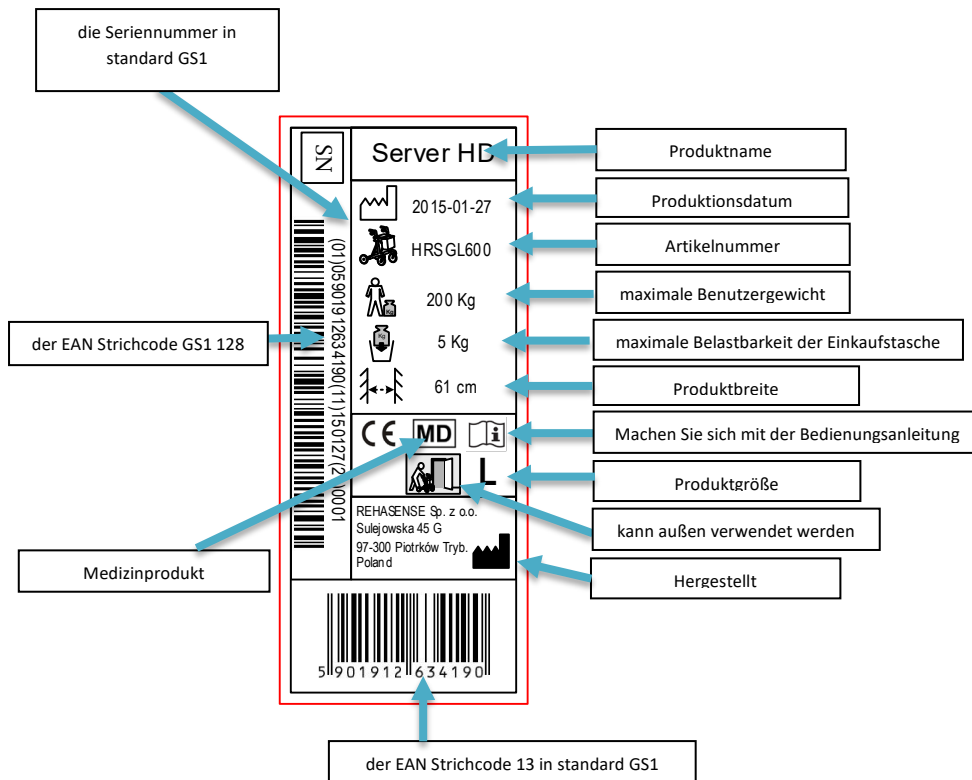 die Seriennummer in
standard GS1
SN
Server HD
Produktname
2015-01-27
Produktionsdatum
HRSGL600
Artikelnummer
200 Kg
maximale Benutzergewicht
Kg
5 Kg
maximale Belastbarkeit der Einkaufstasche
61 cm
Produktbreite
(01)05901912634190(11)150127(21)0001
der EAN Strichcode GS1 128
CE MD i
Machen Sie sich mit der Bedienungsanleitung
L
Produktgröße
kann außen verwendet werden
REHASENSE Sp. z o.o.
Sulejowska 45 G
97-300 Piotrków Tryb.
Poland
Hergestellt
Medizinprodukt
5 901912 634190
der EAN Strichcode 13 in standard GS1